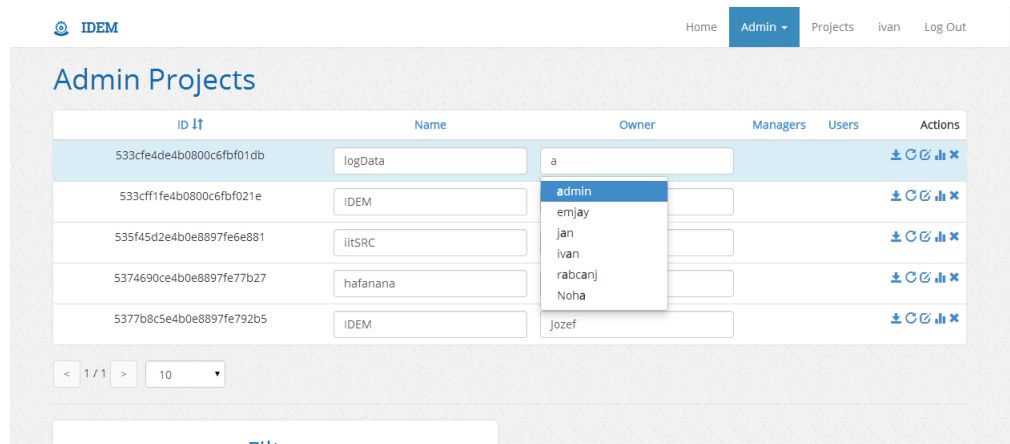 IDEM Home Admin Projects ivan Log Out
Admin Projects
ID Name Owner Managers Users Actions
533cfe4de4b0800c6fbf01db logData a
admin
533cff1fe4b0800c6fbf021e IDEM
emjay
jan
535f45d2e4b0e8897fe6e881 iitSRC
ivan
rabcanj
5374690ce4b0e8897fe77b27 hafanana
Noha
5377b8c5e4b0e8897fe792b5 IDEM Jozef
< 1 / 1 > 10